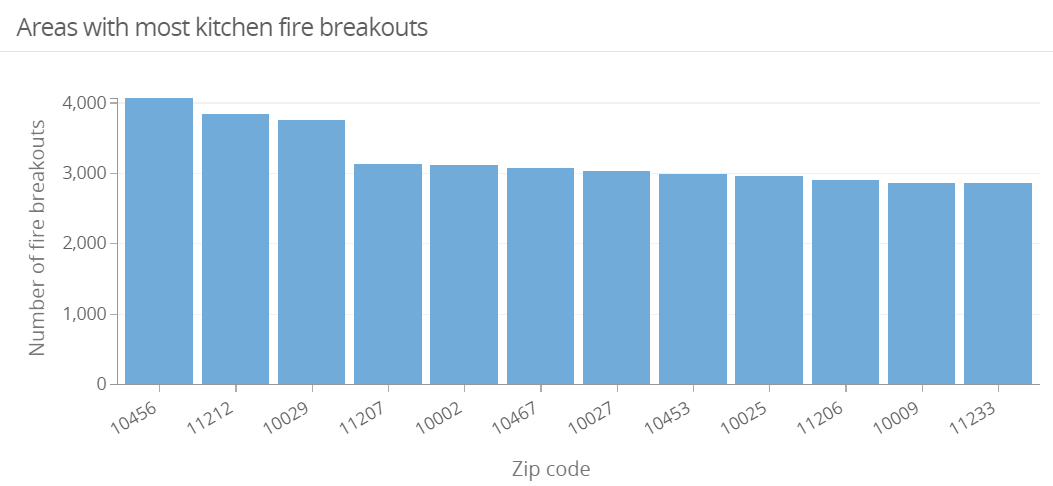 Areas with most kitchen fire breakouts
Number of fire breakouts
4,000
3,000
2,000
1,000
0
10456 11212 10029 11207 10002 10467 10027 10453 10025 11206 10009 11233
Zip code